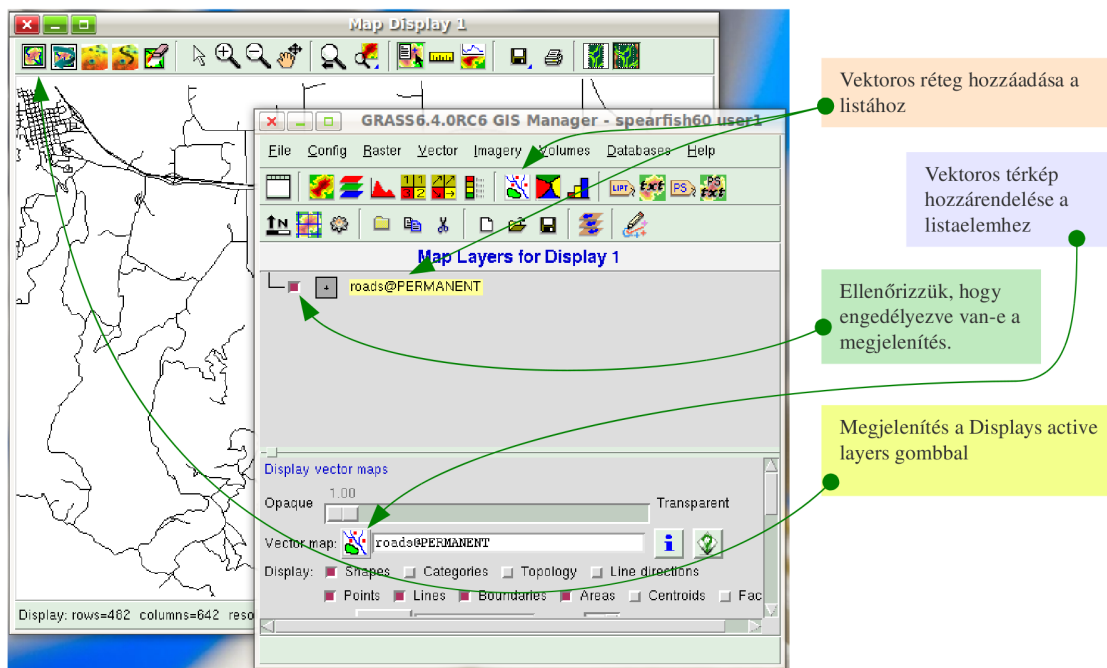 Map Display 1
GRASS6.4.0RC6 GIS Manager - spearfish60 user1
File Config Raster Vector Imagery Volumes Databases Help
Map Layers for Display 1
roads@PERMANENT
Display vector maps
1.00
Opaque Transparent
Vector map: roads@PERMANENT
Display: Shapes Categories Topology Line directions
Points Lines Boundaries Areas Centroids Fac
Display: rows=482 columns=642 reso
Vektoros réteg hozzáadása a
listához
Vektoros térkép
hozzárendelése a
listaelemhez
Ellenőrizzük, hogy
engedélyezve van-e a
megjelenítés.
Megjelenítés a Displays active
layers gombbal